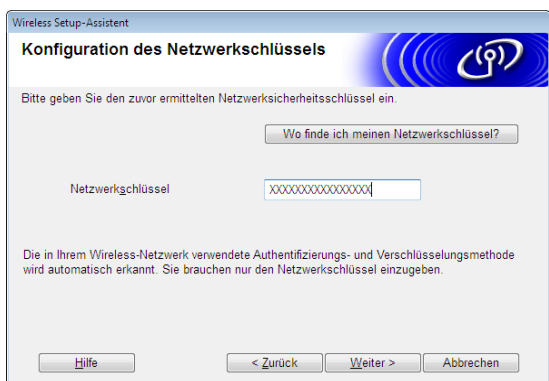 Wireless Setup-Assistent
Konfiguration des Netzwerkschlüssels
Bitte geben Sie den zuvor ermittelten Netzwerksicherheitsschlüssel ein.
Wo finde ich meinen Netzwerkschlüssel?
Netzwerkschlüssel XXXXXXXXXXXXXXXX
Die in Ihrem Wireless-Netzwerk verwendete Authentifizierungs- und Verschlüsselungsmethode
wird automatisch erkannt. Sie brauchen nur den Netzwerkschlüssel einzugeben.
Hilfe < Zurück Weiter > Abbrechen